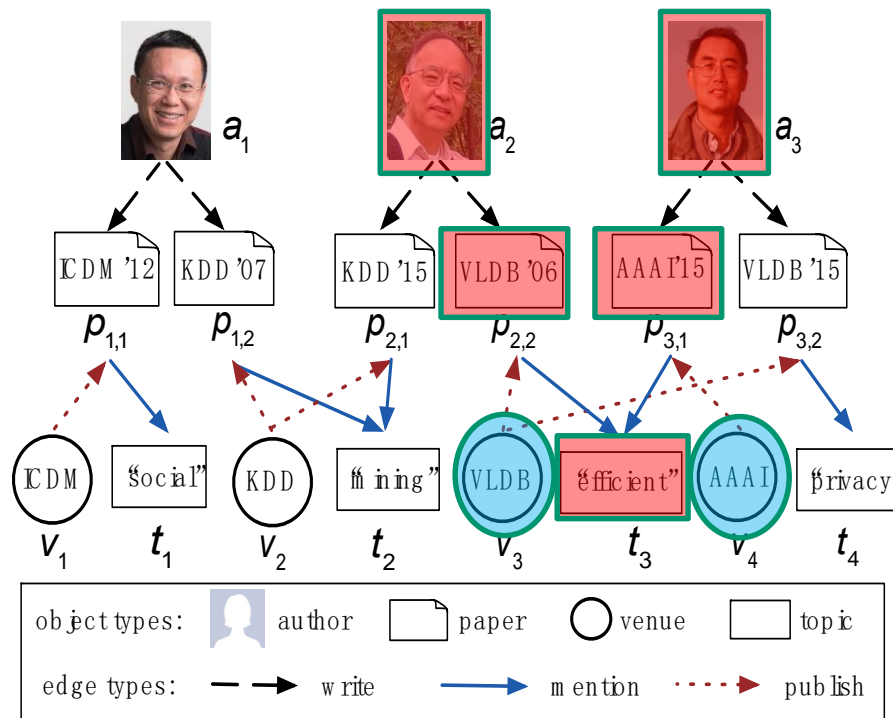 a1 a2 a3
ICDM '12 KDD '07 KDD '15 VLDB '06 AAAI'15 VLDB '15
p1,1 p1,2 p2,1 p2,2 p3,1 p3,2
ICDM "social" KDD "mining" VLDB "efficient" AAAI "privacy
v1 t1 v2 t2 v3 t3 v4 t4
object types: author paper venue topic
edge types: write mention publish